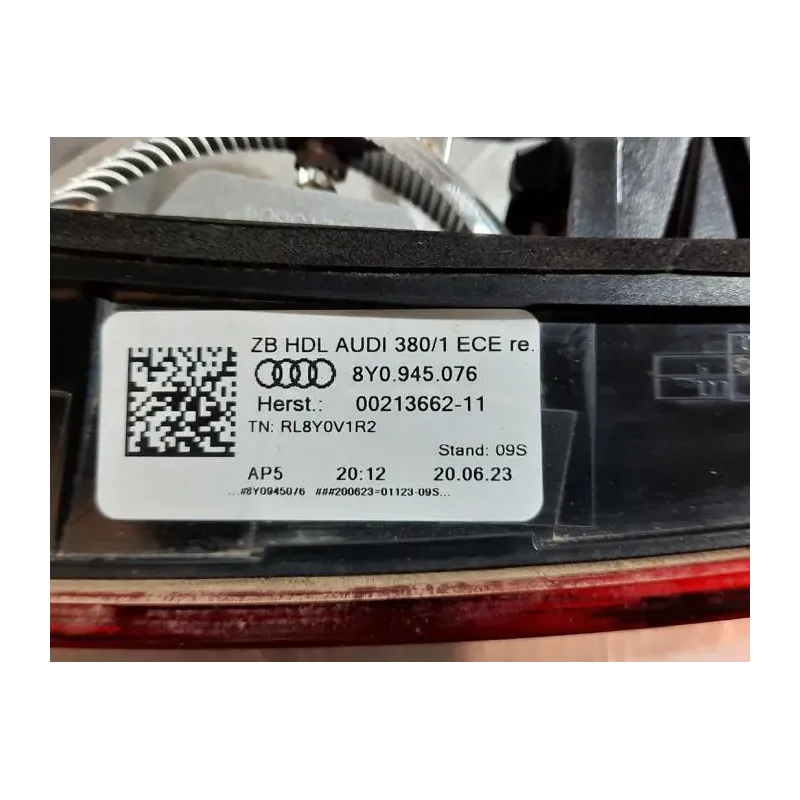 ZB HDL AUDI 380/1 ECE re.
8Y0.945.076
Herst.: 00213662-11
TN: RL8Y0V1R2
Stand: 09S
AP5 20:12 20.06.23
...#8Y0945076 ###200623=01123-09S...